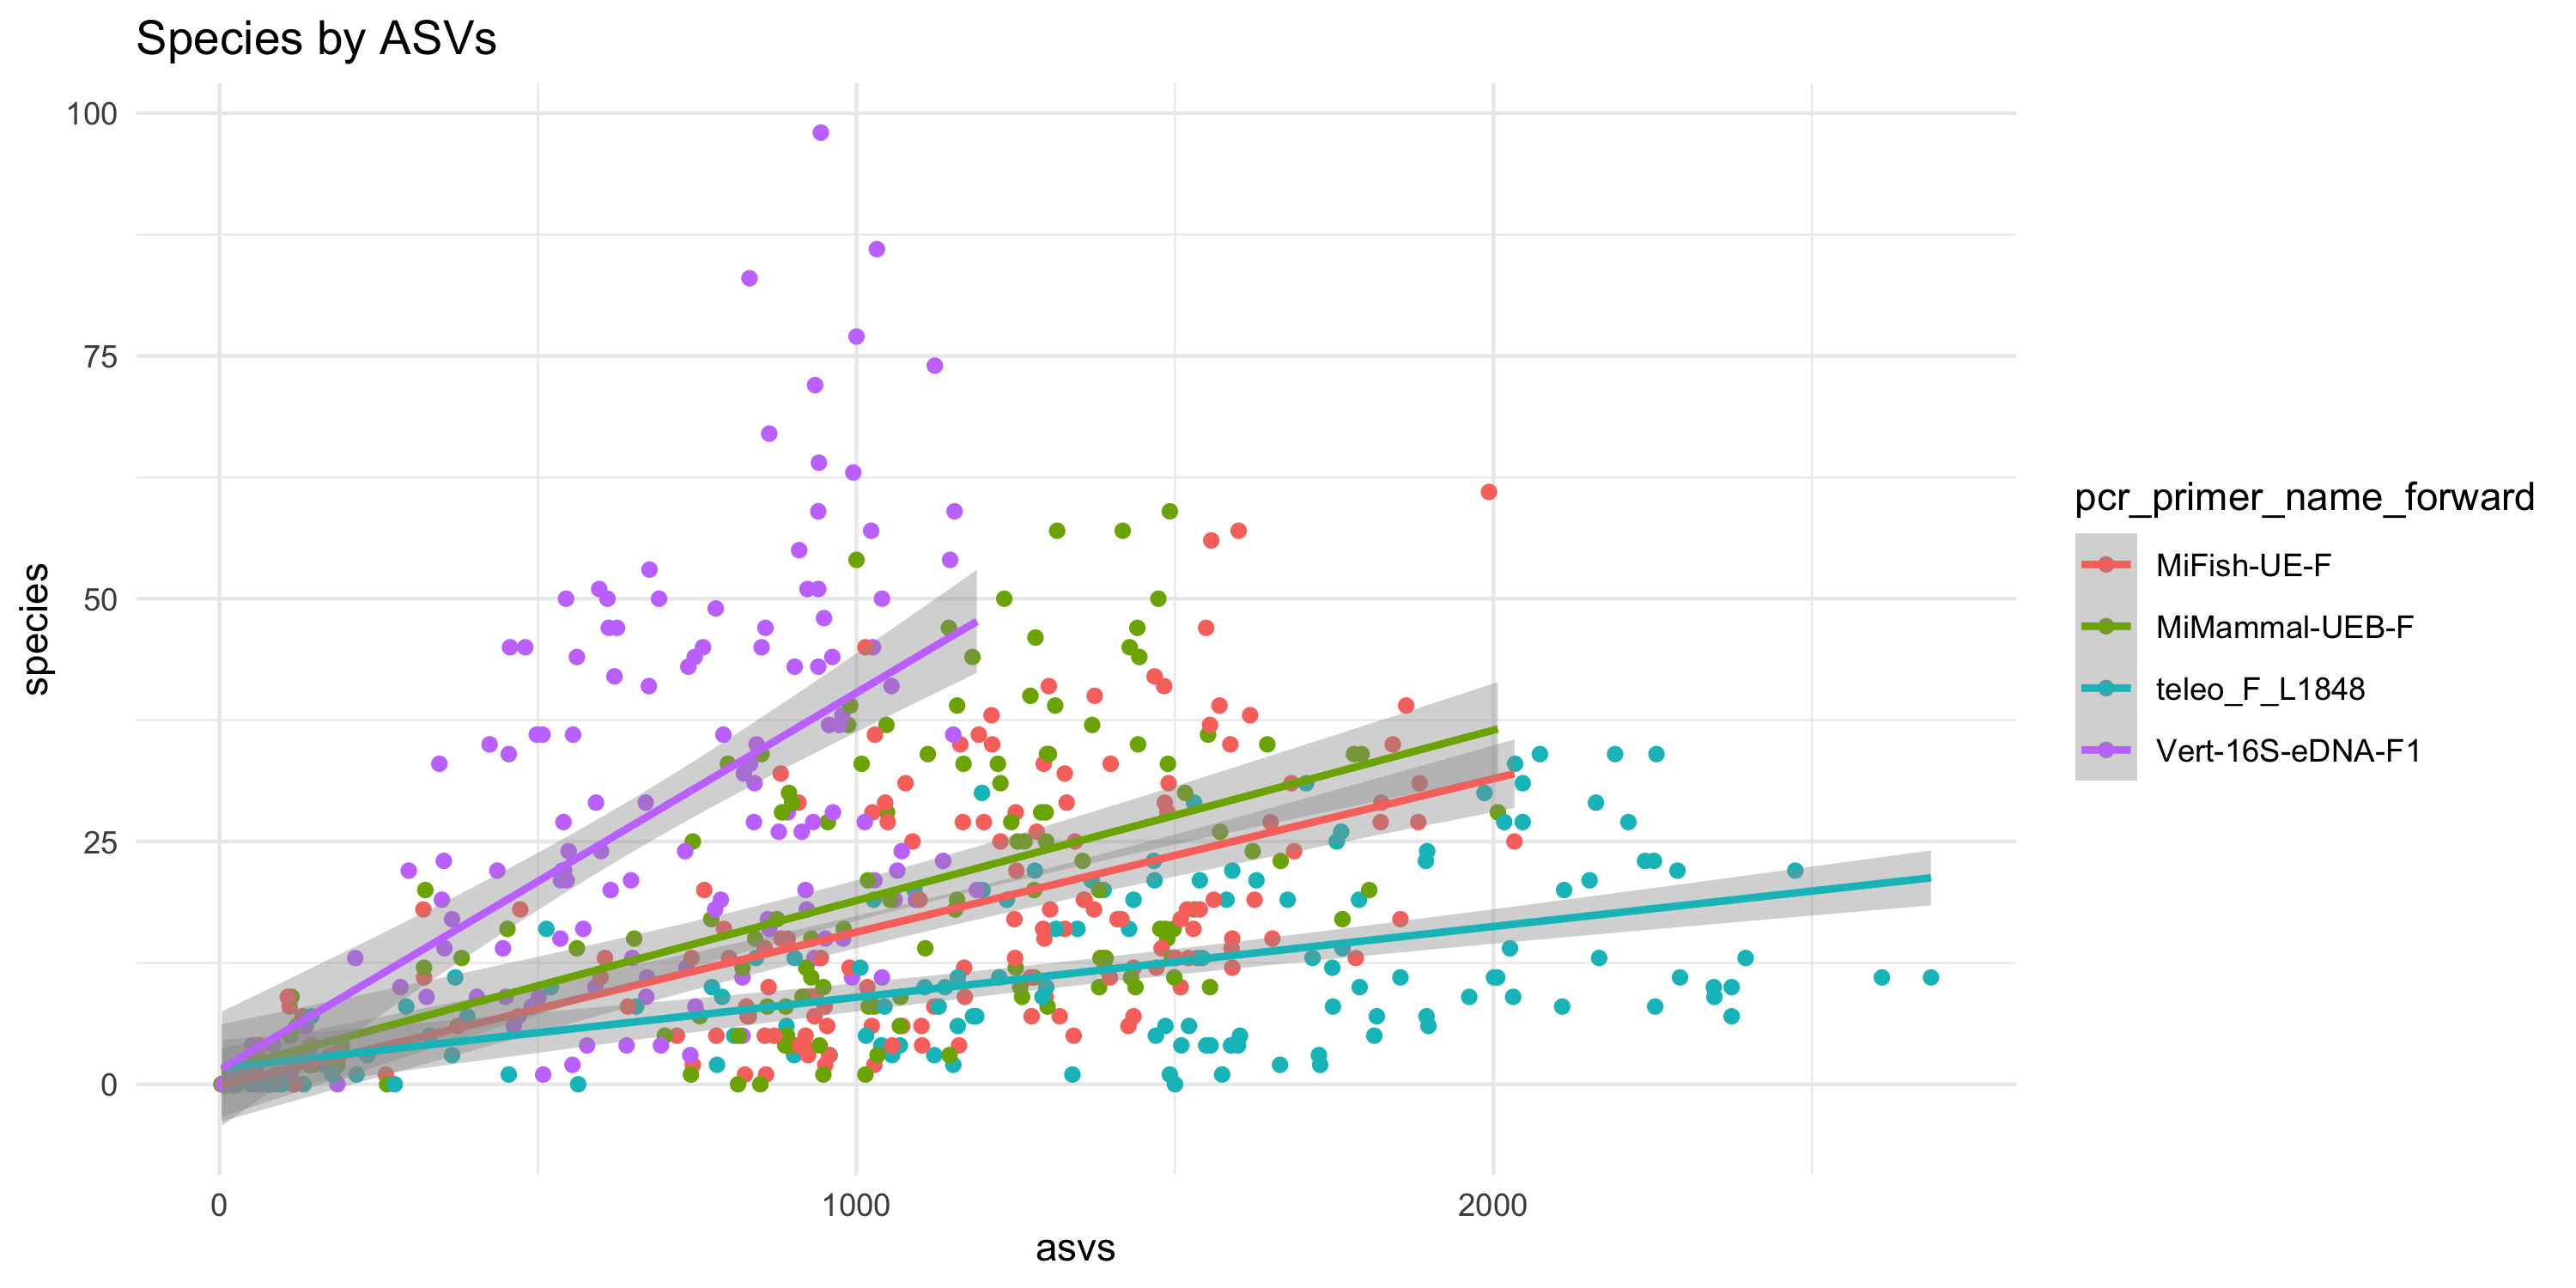 Species by ASVs
100
75
50
25
0
species
0
1000
2000
asvs
pcr_primer_name_forward
MiFish-UE-F
MiMammal-UEB-F
teleo_F_L1848
Vert-16S-eDNA-F1